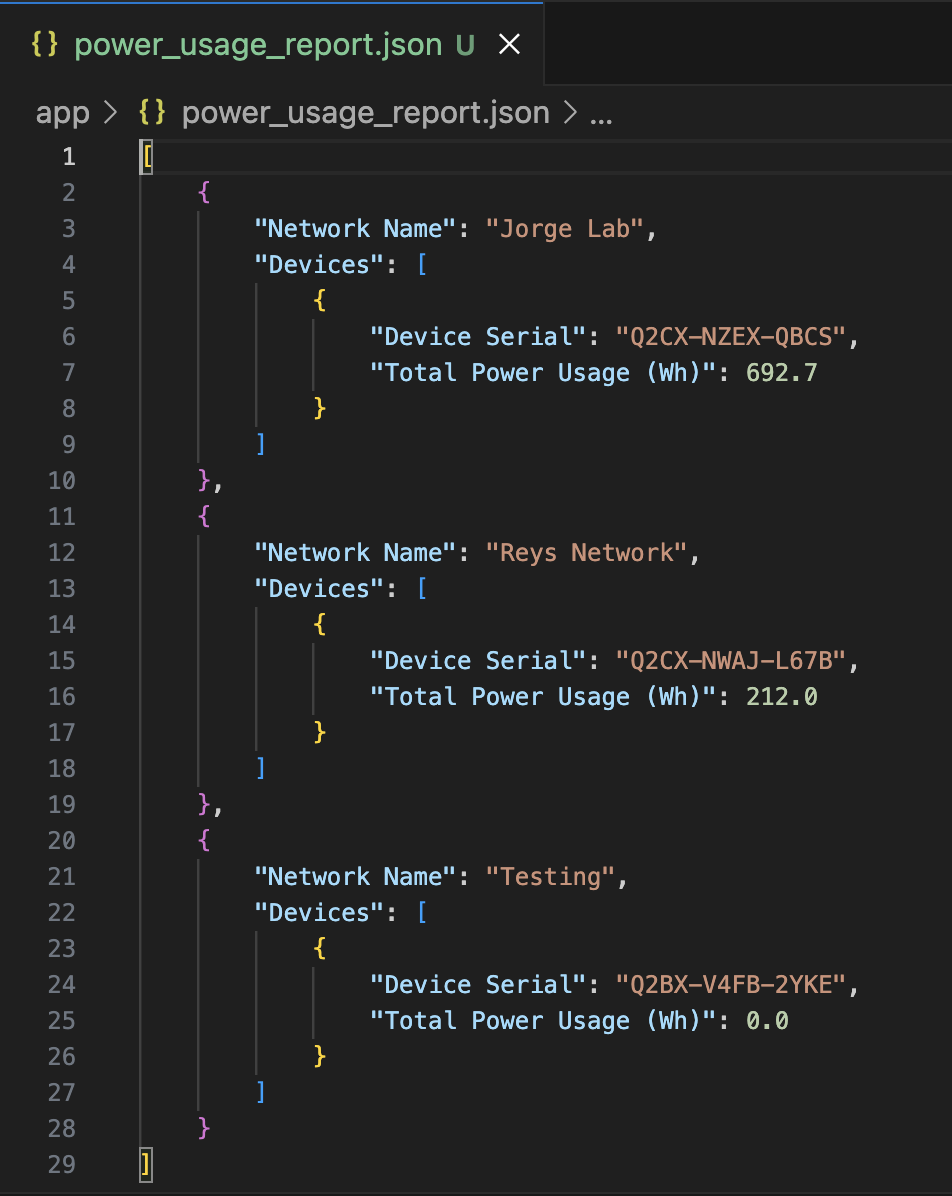 {} power_usage_report.json U ×
app > {} power_usage_report.json > ...
1 [
2 {
3 "Network Name": "Jorge Lab",
4 "Devices": [
5 {
6 "Device Serial": "Q2CX-NZEX-QBCS",
7 "Total Power Usage (Wh)": 692.7
8 }
9 ]
10 },
11 {
12 "Network Name": "Reys Network",
13 "Devices": [
14 {
15 "Device Serial": "Q2CX-NWAJ-L67B",
16 "Total Power Usage (Wh)": 212.0
17 }
18 ]
19 },
20 {
21 "Network Name": "Testing",
22 "Devices": [
23 {
24 "Device Serial": "Q2BX-V4FB-2YKE",
25 "Total Power Usage (Wh)": 0.0
26 }
27 ]
28 }
29 ]